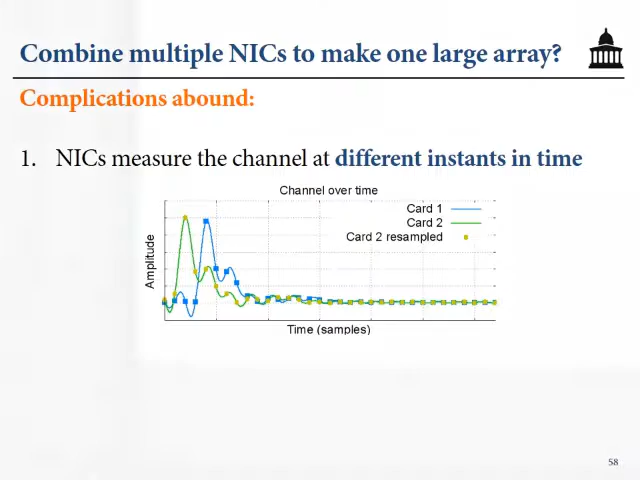 Combine multiple NICs to make one large array?
Complications abound:
1. NICs measure the channel at different instants in time
Channel over time
Card 1
Card 2
Card 2 resampled
Amplitude
Time (samples)
58